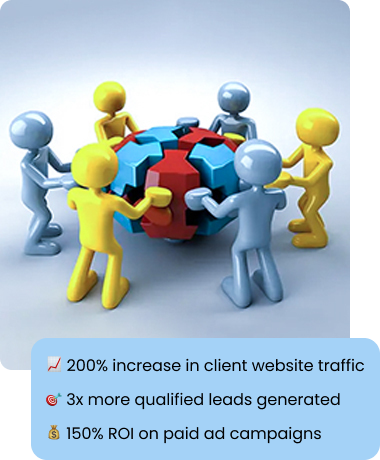 📈 200% increase in client website traffic
🎯 3x more qualified leads generated
💰 150% ROI on paid ad campaigns